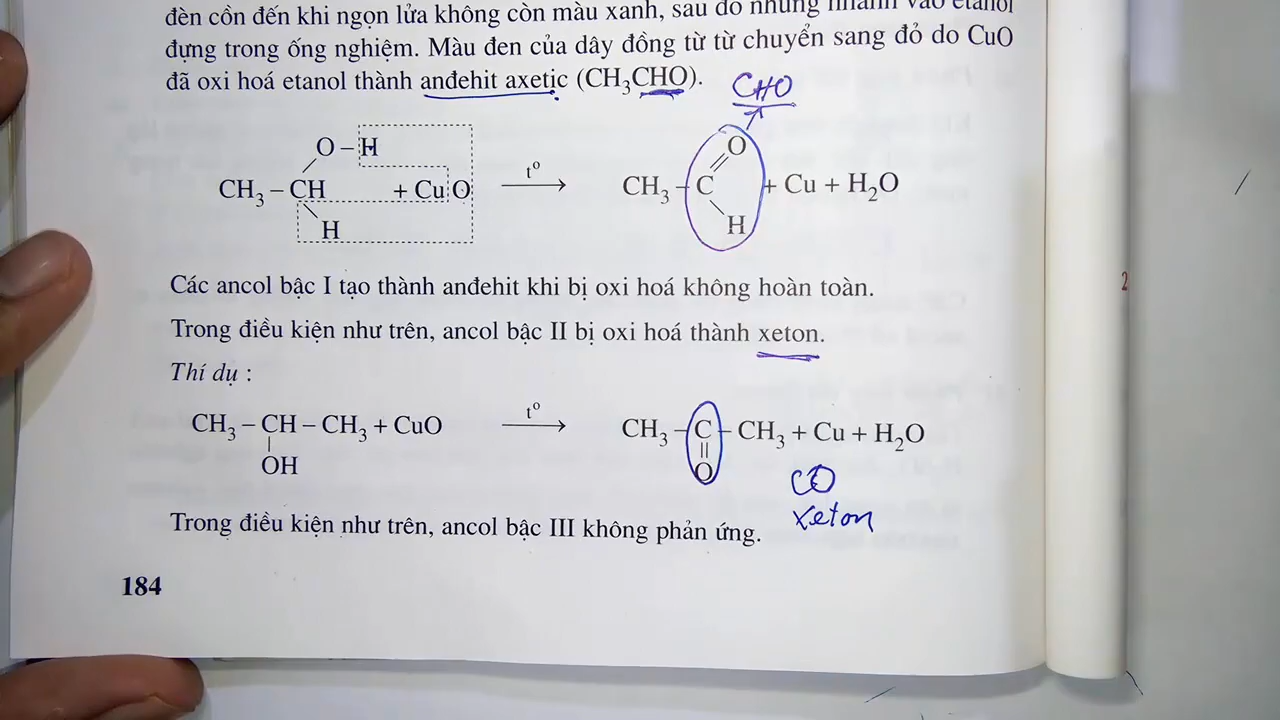 đèn cồn đến khi ngọn lửa không còn màu xanh, sau đó nhúng nhanh vào etanol
đựng trong ống nghiệm. Màu đen của dây đồng từ từ chuyển sang đỏ do CuO
đã oxi hoá etanol thành anđehit axetic (CH₃CHO).
CHO
O – H
CH₃ – CH + CuO t° → CH₃ – C + Cu + H₂O
H
O
H
Các ancol bậc I tạo thành anđehit khi bị oxi hoá không hoàn toàn.
Trong điều kiện như trên, ancol bậc II bị oxi hoá thành xeton.
Thí dụ :
CH₃ – CH – CH₃ + CuO t° → CH₃ – C – CH₃ + Cu + H₂O
OH
O
CO
xeton
Trong điều kiện như trên, ancol bậc III không phản ứng.
184
2